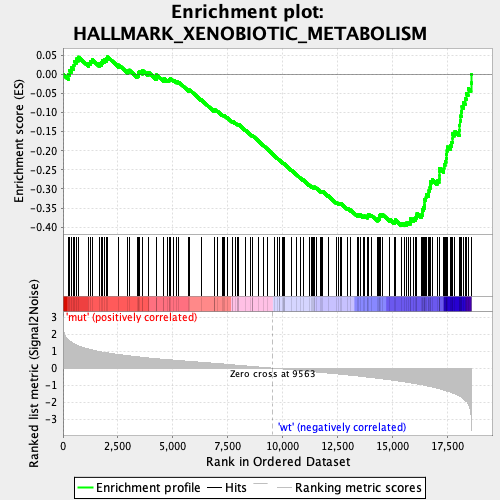 Enrichment plot:
HALLMARK_XENOBIOTIC_METABOLISM
Enrichment score (ES)
0.05
0.00
-0.05
-0.10
-0.15
-0.20
-0.25
-0.30
-0.35
-0.40
'mut' (positively correlated)
Ranked list metric (Signal2Noise)
3
2
1
0
-1
-2
-3
Zero cross at 9563
'wt' (negatively correlated)
0
2,500
5,000
7,500
10,000
12,500
15,000
17,500
Rank in Ordered Dataset
Enrichment profile
Hits
Ranking metric scores